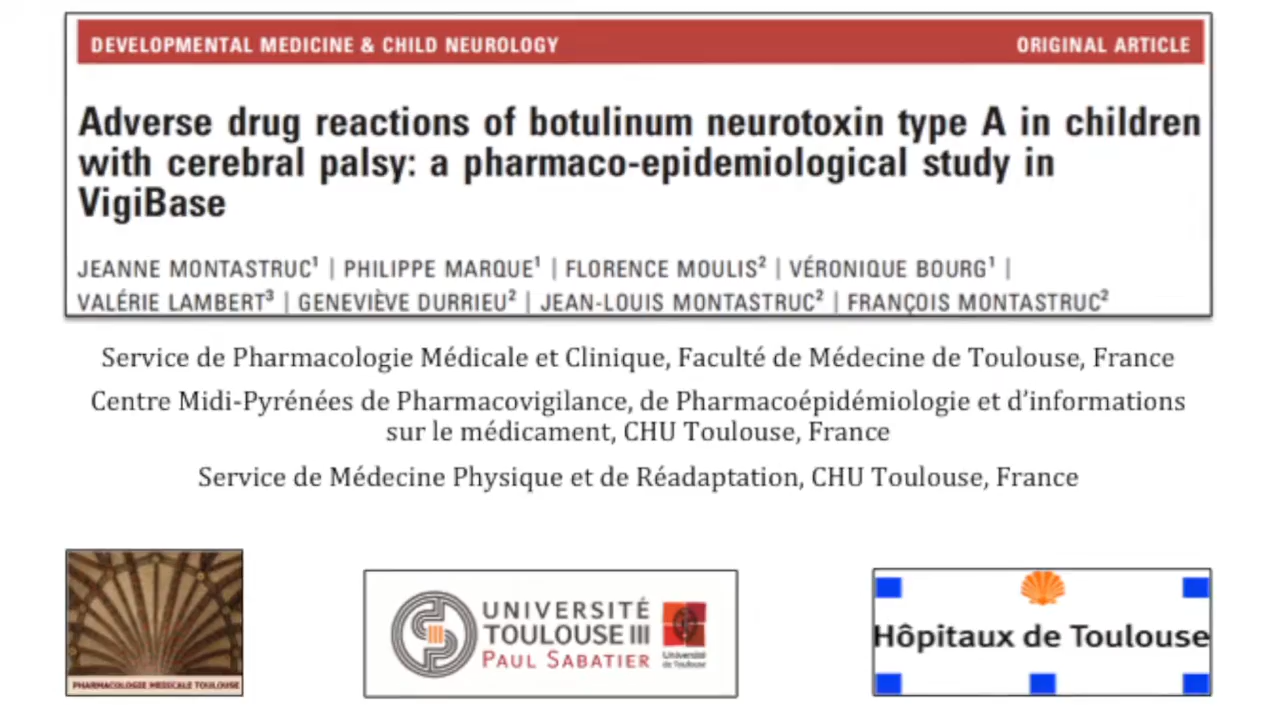 DEVELOPMENTAL MEDICINE & CHILD NEUROLOGY
ORIGINAL ARTICLE
Adverse drug reactions of botulinum neurotoxin type A in children
with cerebral palsy: a pharmaco-epidemiological study in
VigiBase
JEANNE MONTASTRUC¹ | PHILIPPE MARQUE¹ | FLORENCE MOULIS² | VÉRONIQUE BOURG¹ |
VALÉRIE LAMBERT³ | GENEVIÈVE DURRIEU² | JEAN-LOUIS MONTASTRUC² | FRANÇOIS MONTASTRUC²
Service de Pharmacologie Médicale et Clinique, Faculté de Médecine de Toulouse, France
Centre Midi-Pyrénées de Pharmacovigilance, de Pharmacoépidémiologie et d’informations
sur le médicament, CHU Toulouse, France
Service de Médecine Physique et de Réadaptation, CHU Toulouse, France
PHARMACOLOGIE MEDICALE TOULOUSE
UNIVERSITÉ
TOULOUSE III
PAUL SABATIER
Université
de Toulouse
Hôpitaux de Toulouse